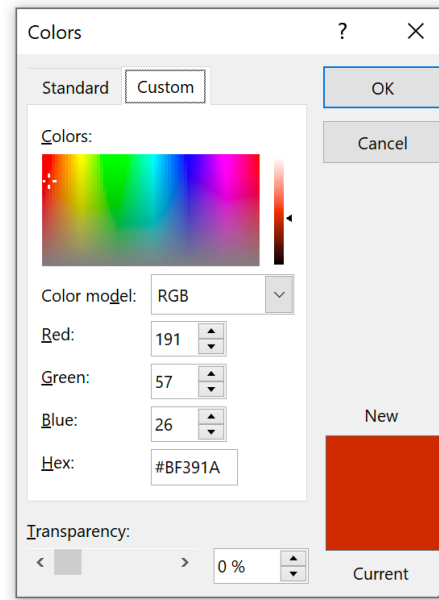 Colors ? ×
Standard Custom
OK
Cancel
Colors:
Color model: RGB
Red: 191
Green: 57
Blue: 26
Hex: #BF391A
New
Transparency:
0 %
Current